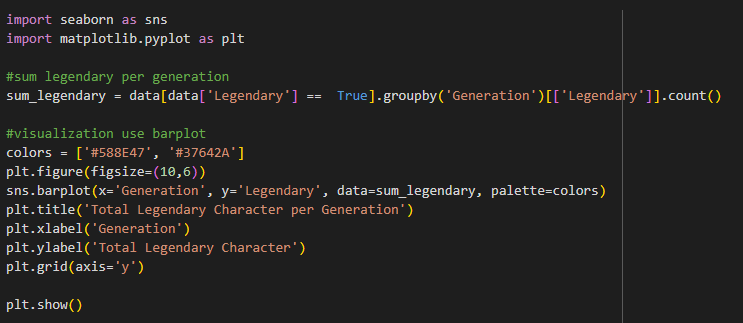 import seaborn as sns
import matplotlib.pyplot as plt
#sum legendary per generation
sum_legendary = data[data['Legendary'] ==  True].groupby('Generation')[['Legendary']].count()
#visualization use barplot
colors = ['#588E47', '#37642A']
plt.figure(figsize=(10,6))
sns.barplot(x='Generation', y='Legendary', data=sum_legendary, palette=colors)
plt.title('Total Legendary Character per Generation')
plt.xlabel('Generation')
plt.ylabel('Total Legendary Character')
plt.grid(axis='y')
plt.show()